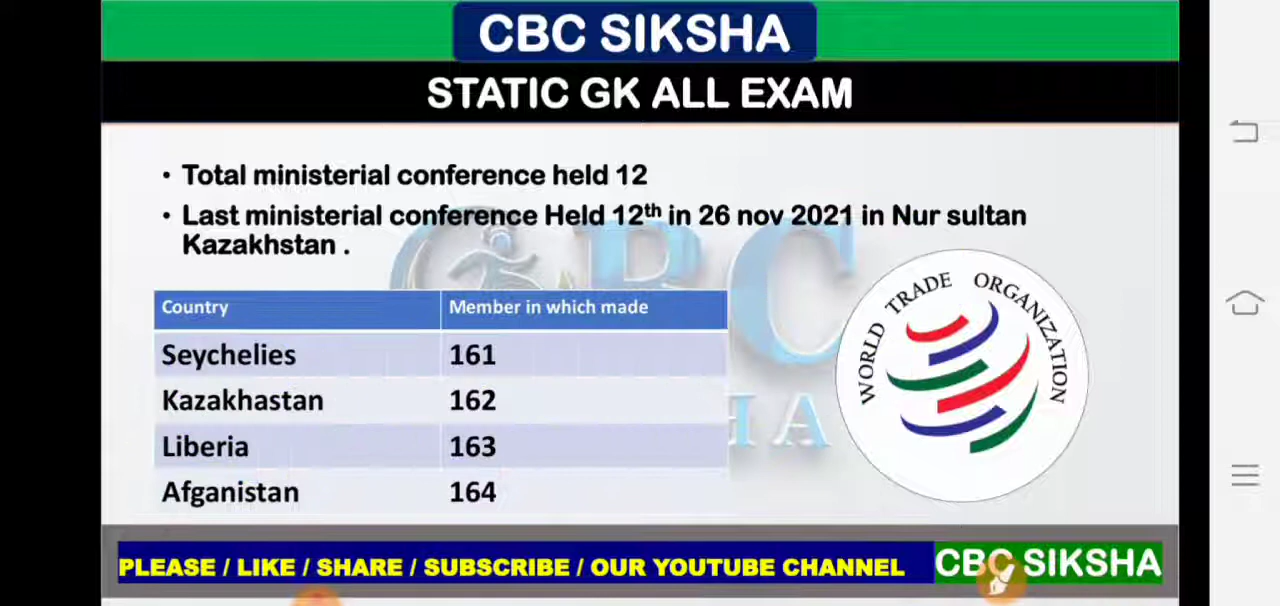 CBC SIKSHA
STATIC GK ALL EXAM
• Total ministerial conference held 12
• Last ministerial conference Held 12th in 26 nov 2021 in Nur sultan
Kazakhstan .
Country Member in which made
Seychelies 161
Kazakhastan 162
Liberia 163
Afganistan 164
WORLD TRADE ORGANIZATION
PLEASE / LIKE / SHARE / SUBSCRIBE / OUR YOUTUBE CHANNEL CBC SIKSHA